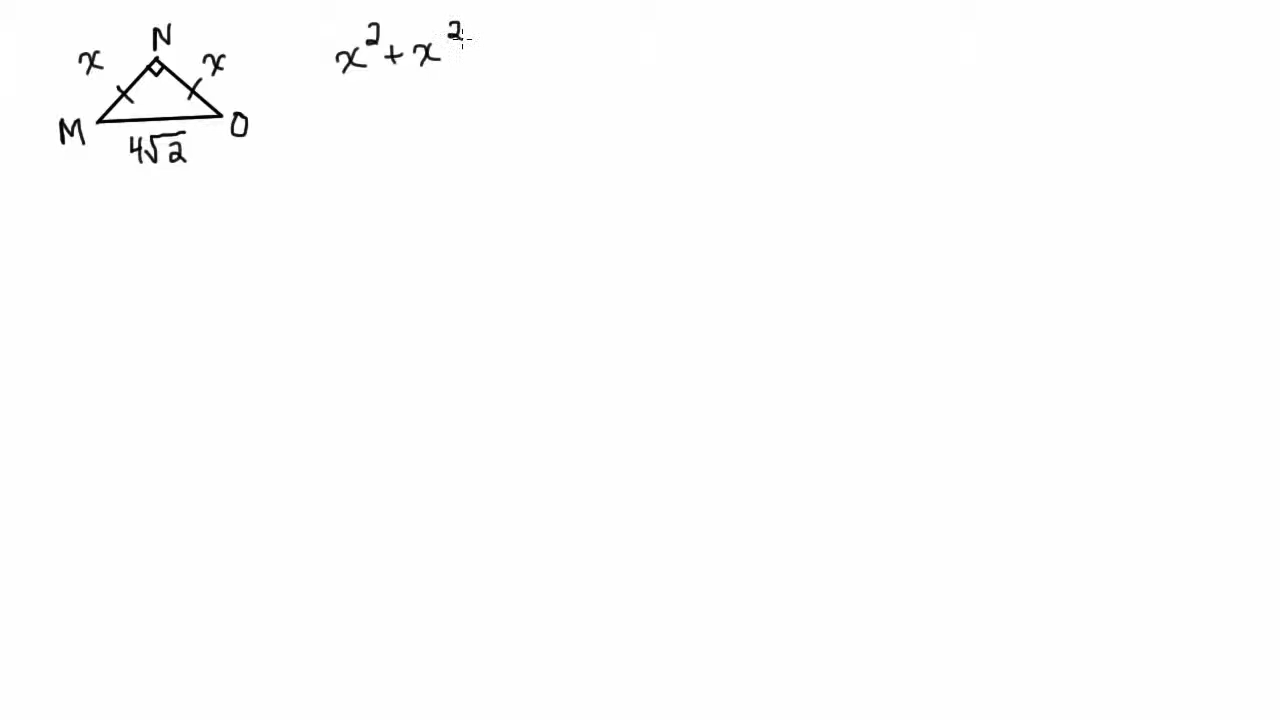 N
x x x² + x²
M O
4√2